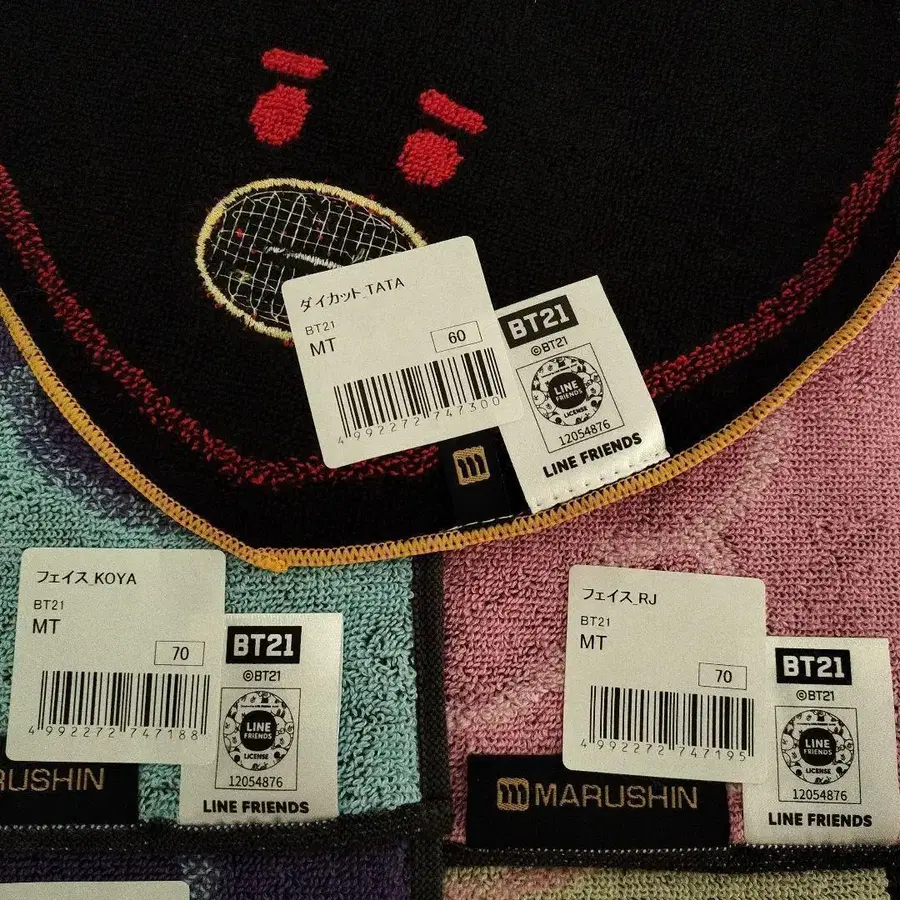 ダイカット_TATA
BT21
MT
60
4992272747300
BT21
©BT21
LINE
FRIENDS
LICENSE
12054876
LINE FRIENDS
フェイス_KOYA
BT21
MT
70
4992272747188
BT21
©BT21
LINE
FRIENDS
LICENSE
12054876
LINE FRIENDS
ARUSHIN
フェイス_RJ
BT21
MT
70
4992272747195
BT21
©BT21
LINE
FRIENDS
LICENSE
12054876
LINE FRIENDS
MARUSHIN